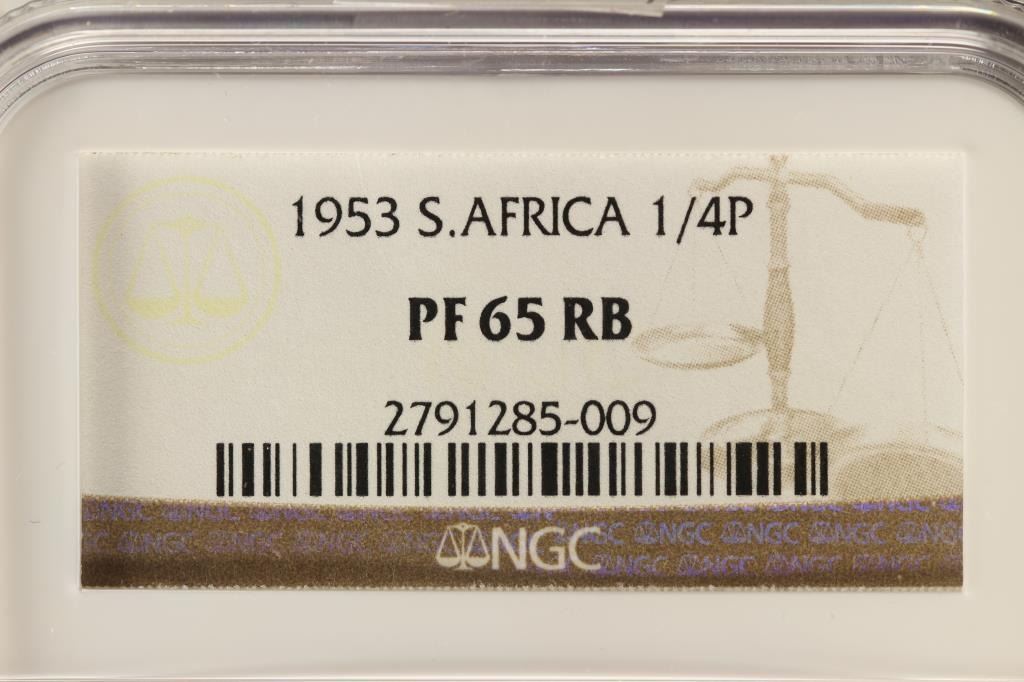 1953 S.AFRICA 1/4P
PF 65 RB
2791285-009
NGC